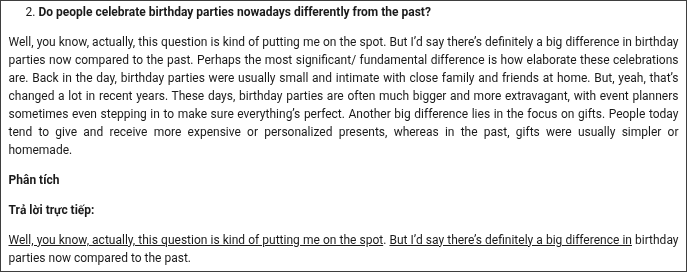 2. Do people celebrate birthday parties nowadays differently from the past?
Well, you know, actually, this question is kind of putting me on the spot. But I'd say there's definitely a big difference in birthday
parties now compared to the past. Perhaps the most significant/ fundamental difference is how elaborate these celebrations
are. Back in the day, birthday parties were usually small and intimate with close family and friends at home. But, yeah, that's
changed a lot in recent years. These days, birthday parties are often much bigger and more extravagant, with event planners
sometimes even stepping in to make sure everything's perfect. Another big difference lies in the focus on gifts. People today
tend to give and receive more expensive or personalized presents, whereas in the past, gifts were usually simpler or
homemade.
Phân tích
Trả lời trực tiếp:
Well, you know, actually, this question is kind of putting me on the spot. But I'd say there's definitely a big difference in birthday
parties now compared to the past.